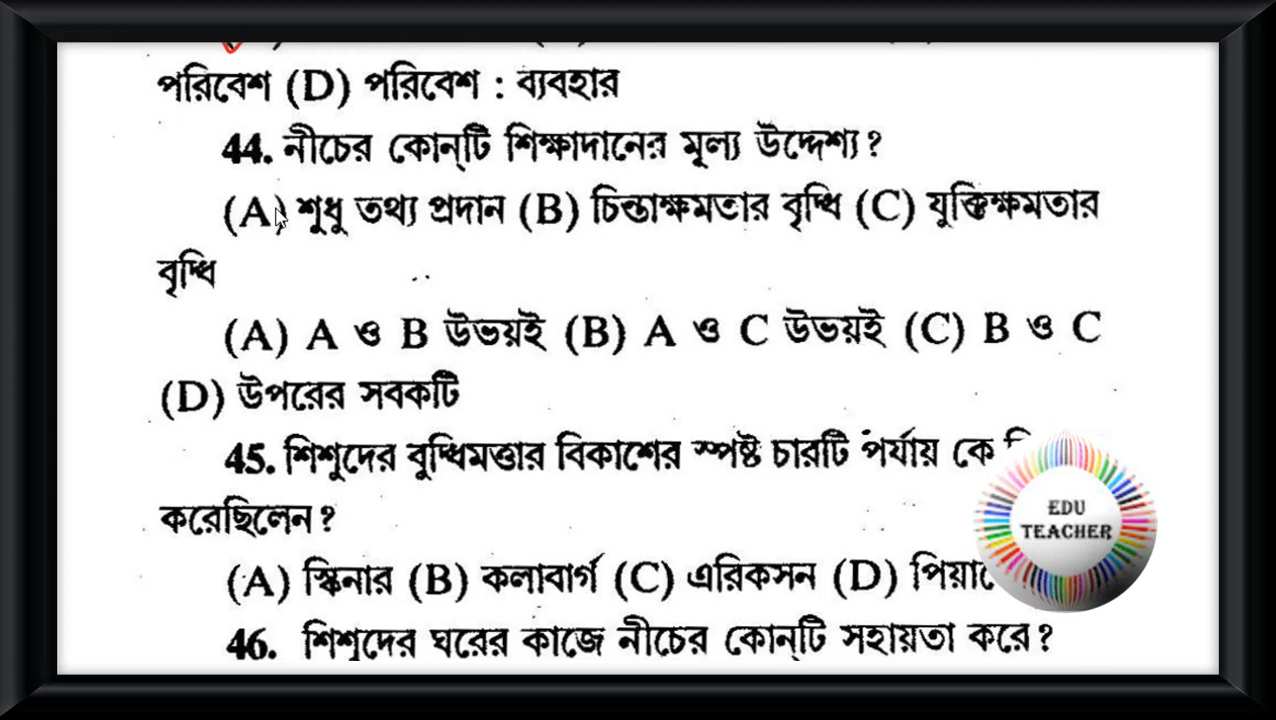 পরিবেশ (D) পরিবেশ : ব্যবহার
44. নীচের কোন্‌টি শিক্ষাদানের মূল্য উদ্দেশ্য?
(A) শুধু তথ্য প্রদান (B) চিন্তাক্ষমতার বৃদ্ধি (C) যুক্তিক্ষমতার
বৃদ্ধি
(A) A ও B উভয়ই (B) A ও C উভয়ই (C) B ও C
(D) উপরের সবকটি
45. শিশুদের বুদ্ধিমত্তার বিকাশের স্পষ্ট চারটি পর্যায় কে
করেছিলেন?
EDU
TEACHER
(A) স্কিনার (B) কলাবার্গ (C) এরিকসন (D)
46. শিশুদের ঘরের কাজে নীচের কোন্‌টি সহায়তা করে?